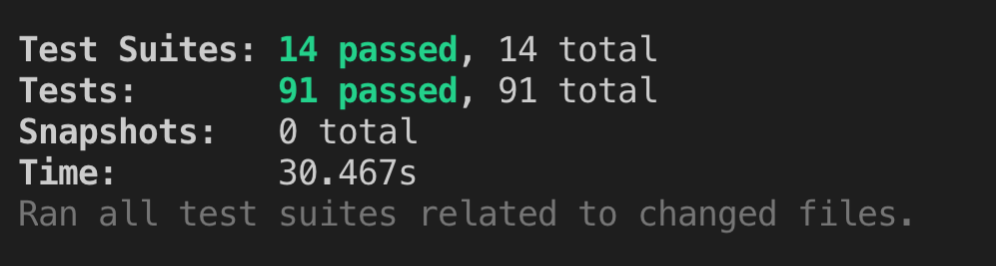 Test Suites: 14 passed, 14 total
Tests: 91 passed, 91 total
Snapshots: 0 total
Time: 30.467s
Ran all test suites related to changed files.